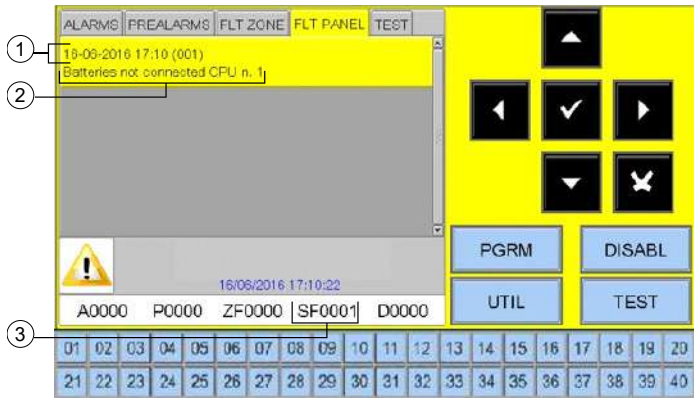 ALARMS PREALARMS FLT ZONE FLT PANEL TEST
1
16-06-2016 17:10 (001)
Batteries not connected CPU n. 1
2
PGRM DISABL
16/06/2016 17:10:22
UTIL TEST
A0000 P0000 ZF0000 SF0001 D0000
3
01 02 03 04 05 06 07 08 09 10 11 12 13 14 15 16 17 18 19 20
21 22 23 24 25 26 27 28 29 30 31 32 33 34 35 36 37 38 39 40